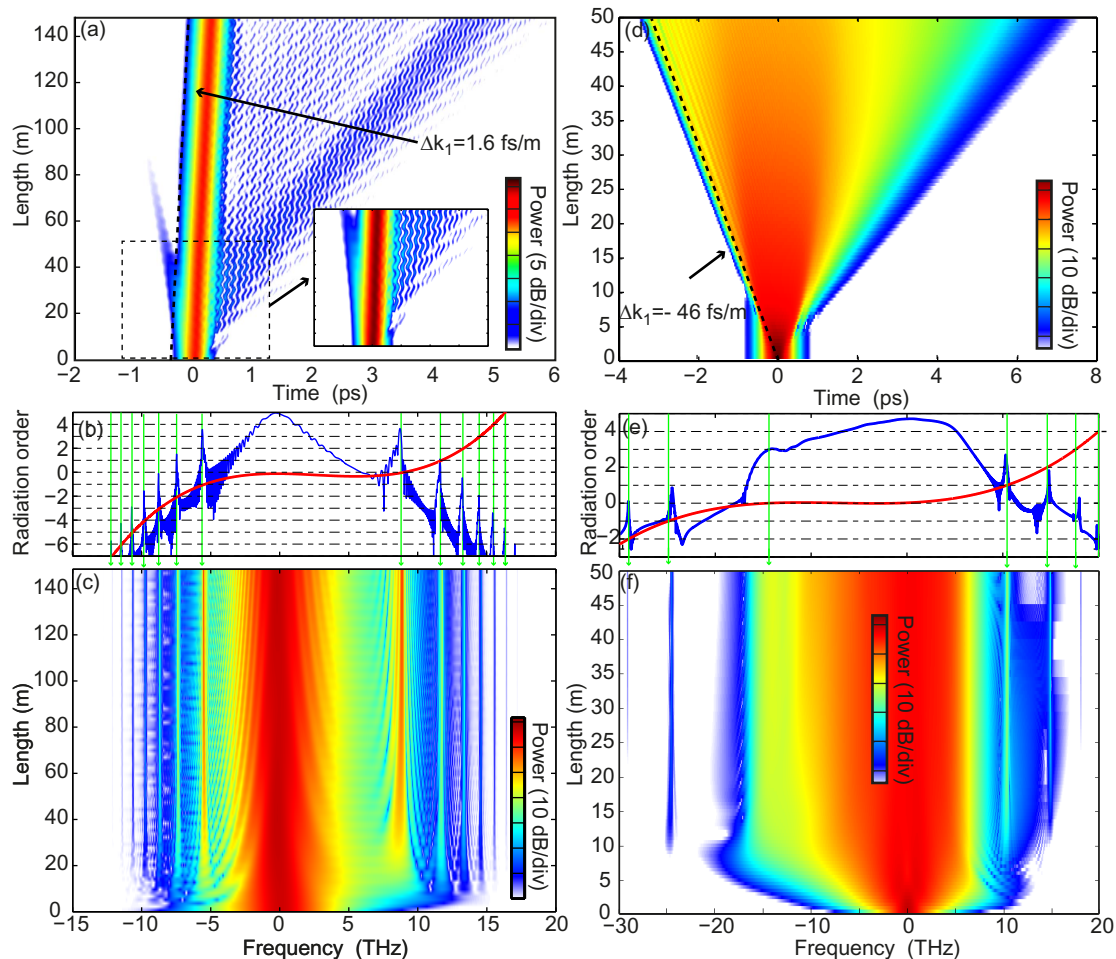 (a)
Δk1=1.6 fs/m
Power (5 dB/div)
Length (m)
140
120
100
80
60
40
20
0
−2 −1 0 1 2 3 4 5 6
Time (ps)
(d)
Δk1=- 46 fs/m
Power (10 dB/div)
Length (m)
50
45
40
35
30
25
20
15
10
5
0
−4 −2 0 2 4 6 8
Time (ps)
(b)
Radiation order
4
2
0
−2
−4
−6
(e)
Radiation order
4
2
0
−2
(c)
Power (10 dB/div)
Length (m)
140
120
100
80
60
40
20
0
−15 −10 −5 0 5 10 15 20
Frequency (THz)
(f)
Power (10 dB/div)
Length (m)
50
45
40
35
30
25
20
15
10
5
0
−30 −20 −10 0 10 20
Frequency (THz)